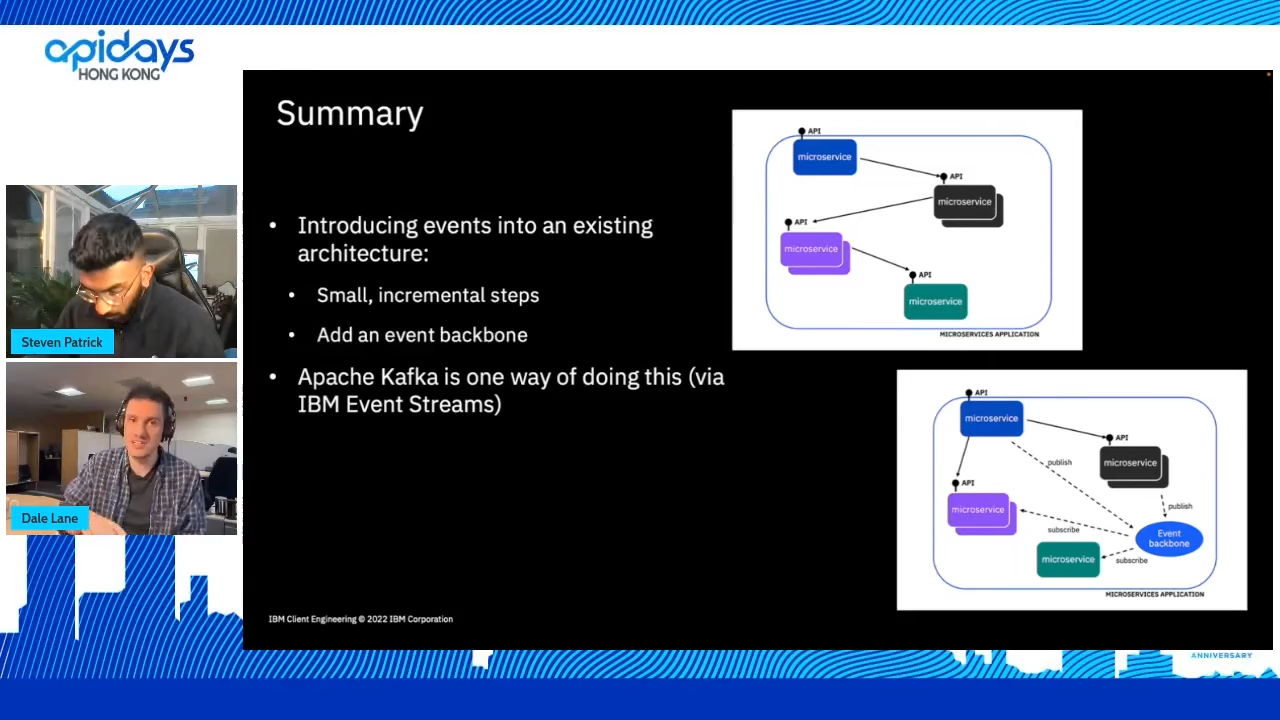 apidays
HONG KONG
Summary
• Introducing events into an existing
architecture:
• Small, incremental steps
• Add an event backbone
• Apache Kafka is one way of doing this (via
IBM Event Streams)
IBM Client Engineering © 2022 IBM Corporation
API
microservice
API
microservice
API
microservice
API
microservice
MICROSERVICES APPLICATION
API
microservice
API
microservice
publish
API
microservice
publish
subscribe
Event
backbone
microservice
subscribe
MICROSERVICES APPLICATION
Steven Patrick
Dale Lane
ANNIVERSARY